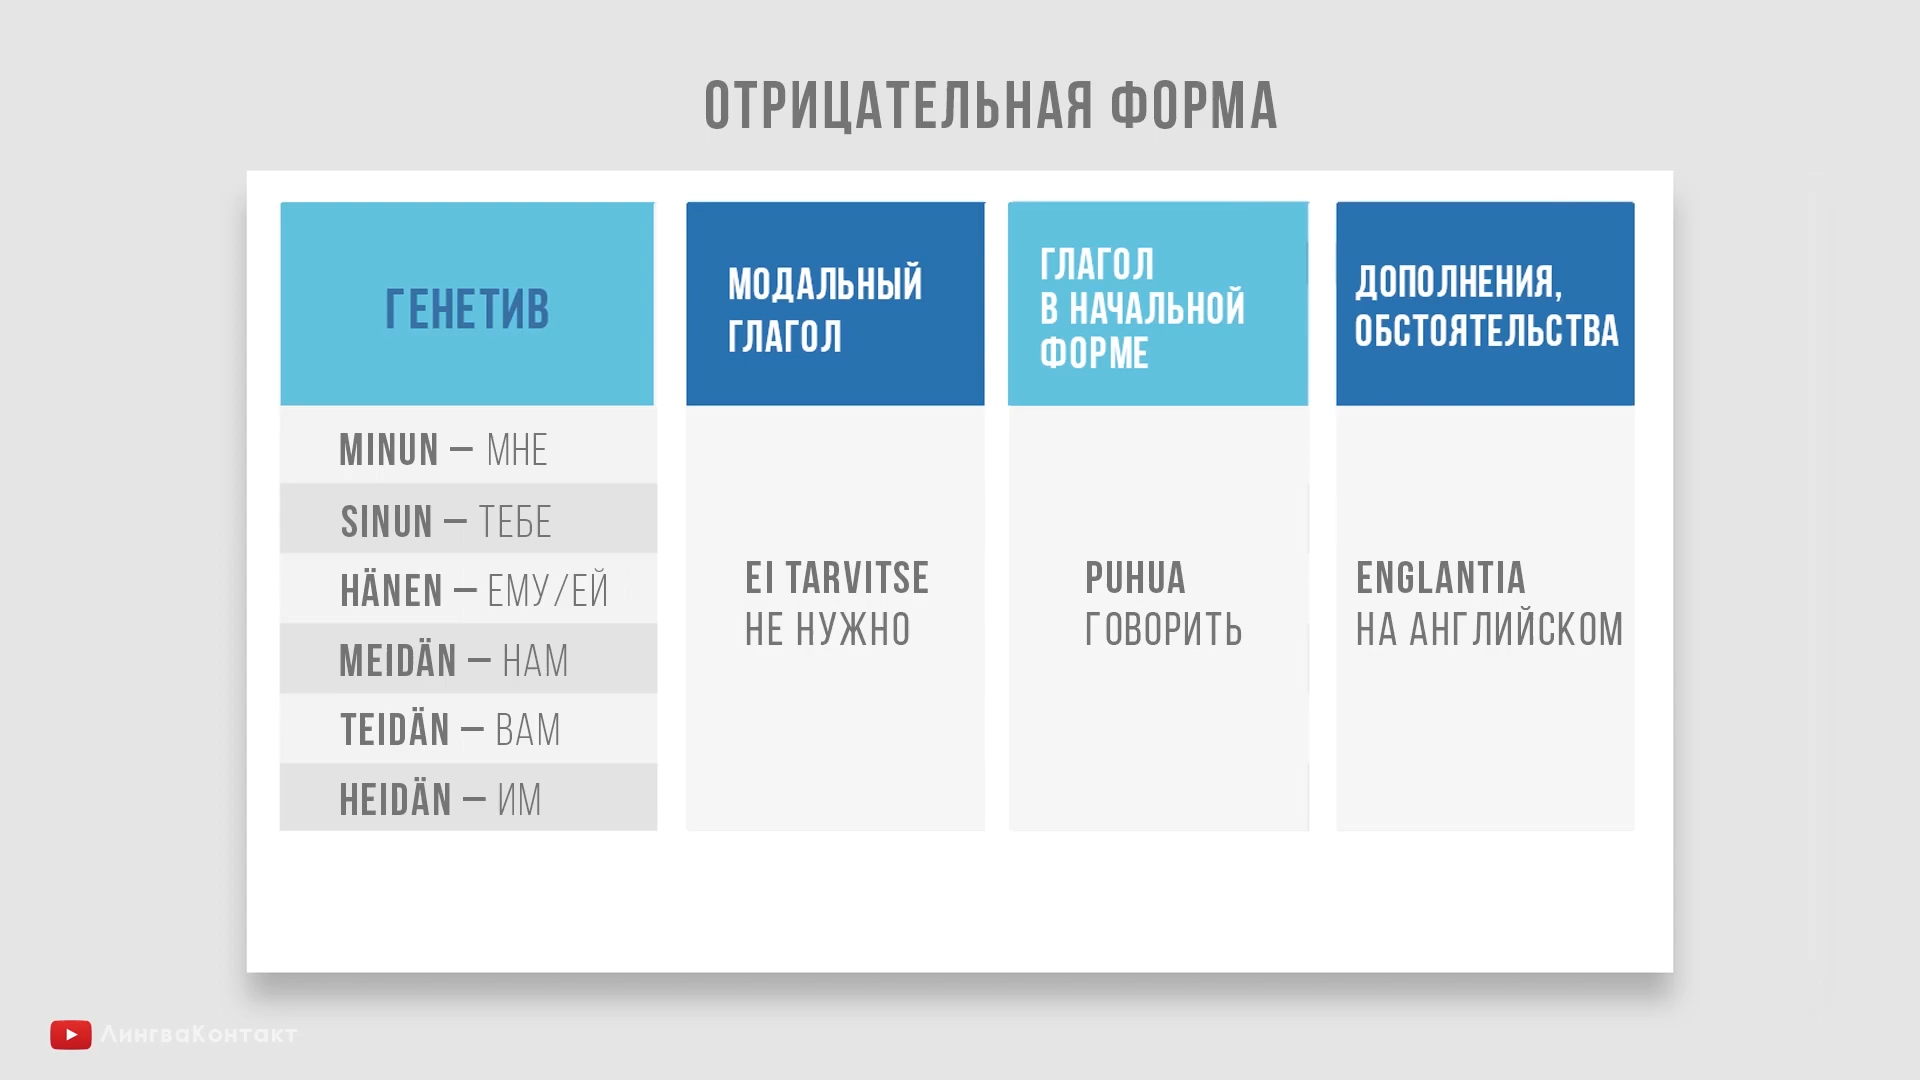 ОТРИЦАТЕЛЬНАЯ ФОРМА
ГЕНЕТИВ
МОДАЛЬНЫЙ
ГЛАГОЛ
ГЛАГОЛ
В НАЧАЛЬНОЙ
ФОРМЕ
ДОПОЛНЕНИЯ,
ОБСТОЯТЕЛЬСТВА
MINUN – МНЕ
SINUN – ТЕБЕ
HÄNEN – ЕМУ/ЕЙ
MEIDÄN – НАМ
TEIDÄN – ВАМ
HEIDÄN – ИМ
EI TARVITSE
НЕ НУЖНО
PUHUA
ГОВОРИТЬ
ENGLANTIA
НА АНГЛИЙСКОМ
ЛингваКонтакт